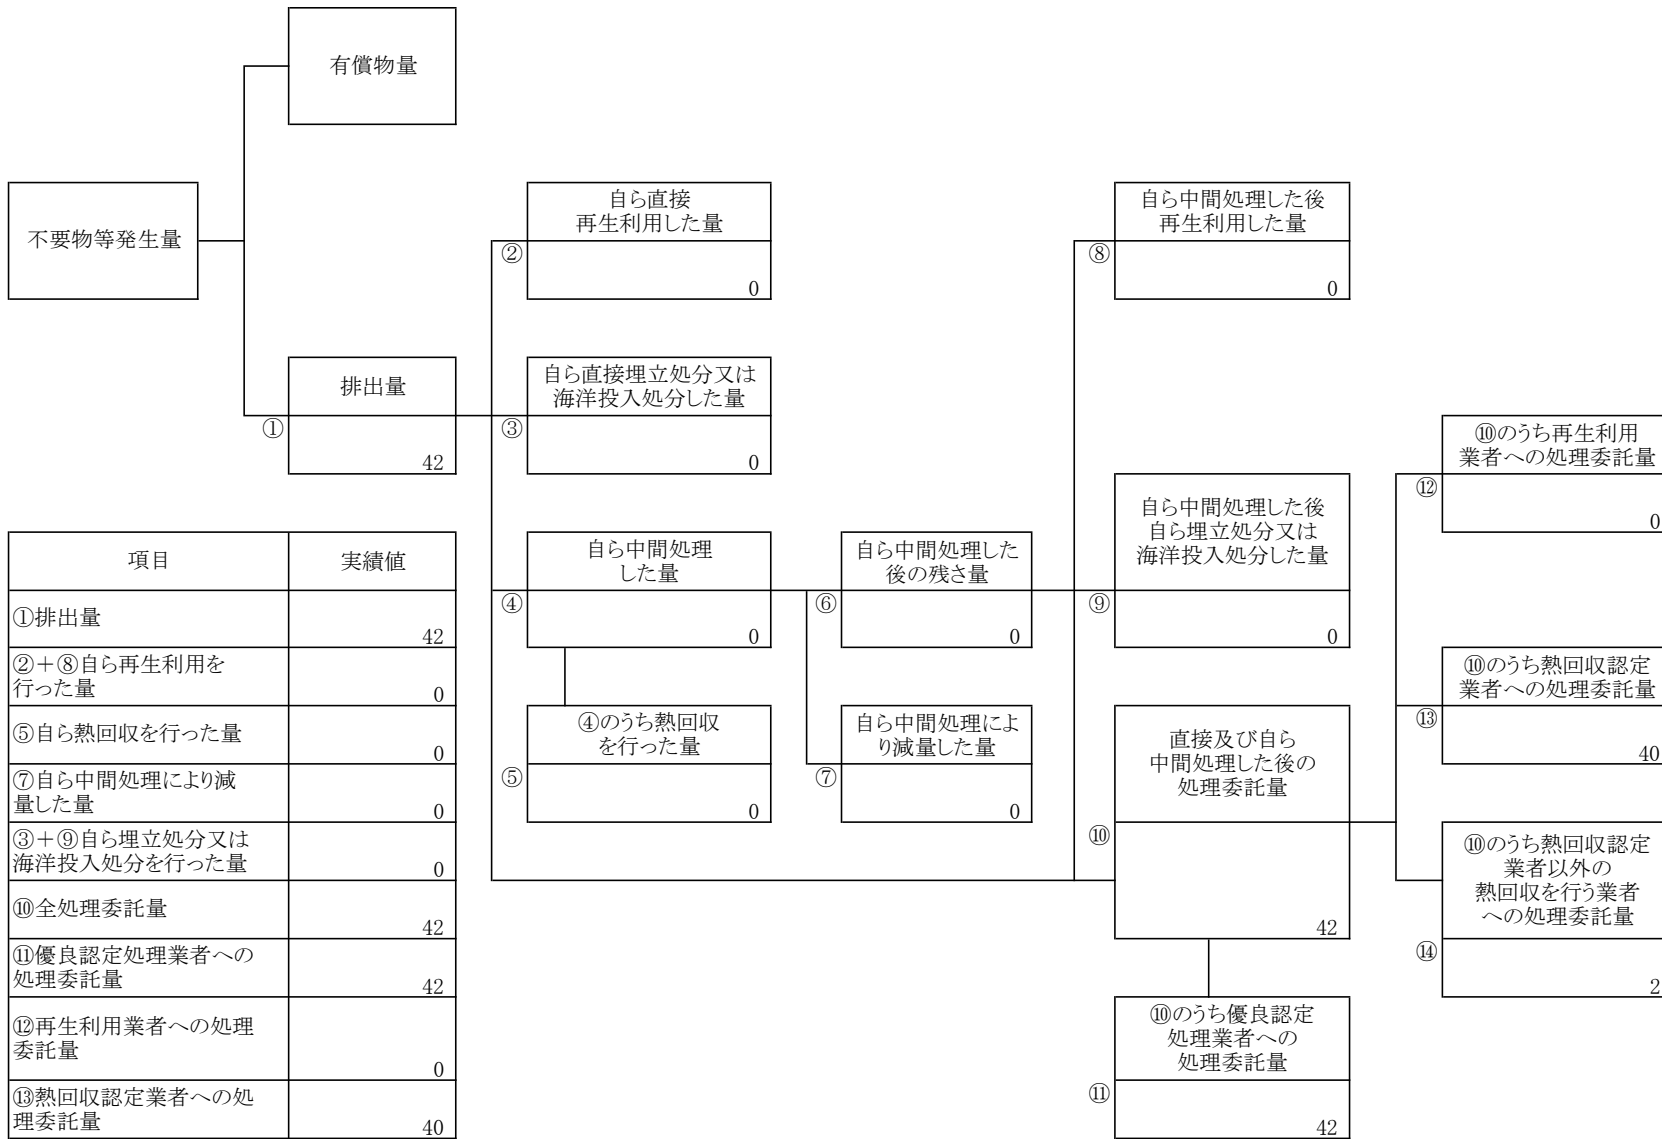 有償物量
不要物等発生量
自ら直接
再生利用した量
②
0
自ら中間処理した後
再生利用した量
⑧
0
排出量
①
42
自ら直接埋立処分又は
海洋投入処分した量
③
0
⑩のうち再生利用
業者への処理委託量
⑫
0
自ら中間処理
した量
④
0
自ら中間処理した
後の残さ量
⑥
0
自ら中間処理した後
自ら埋立処分又は
海洋投入処分した量
⑨
0
④のうち熱回収
を行った量
⑤
0
自ら中間処理によ
り減量した量
⑦
0
直接及び自ら
中間処理した後の
処理委託量
⑩
42
⑩のうち熱回収認定
業者への処理委託量
⑬
40
⑩のうち熱回収認定
業者以外の
熱回収を行う業者
への処理委託量
⑭
2
⑩のうち優良認定
処理業者への
処理委託量
⑪
42
項目 実績値
①排出量
42
②+⑧自ら再生利用を
行った量
0
⑤自ら熱回収を行った量
0
⑦自ら中間処理により減
量した量
0
③+⑨自ら埋立処分又は
海洋投入処分を行った量
0
⑩全処理委託量
42
⑪優良認定処理業者への
処理委託量
42
⑫再生利用業者への処理
委託量
0
⑬熱回収認定業者への処
理委託量
40